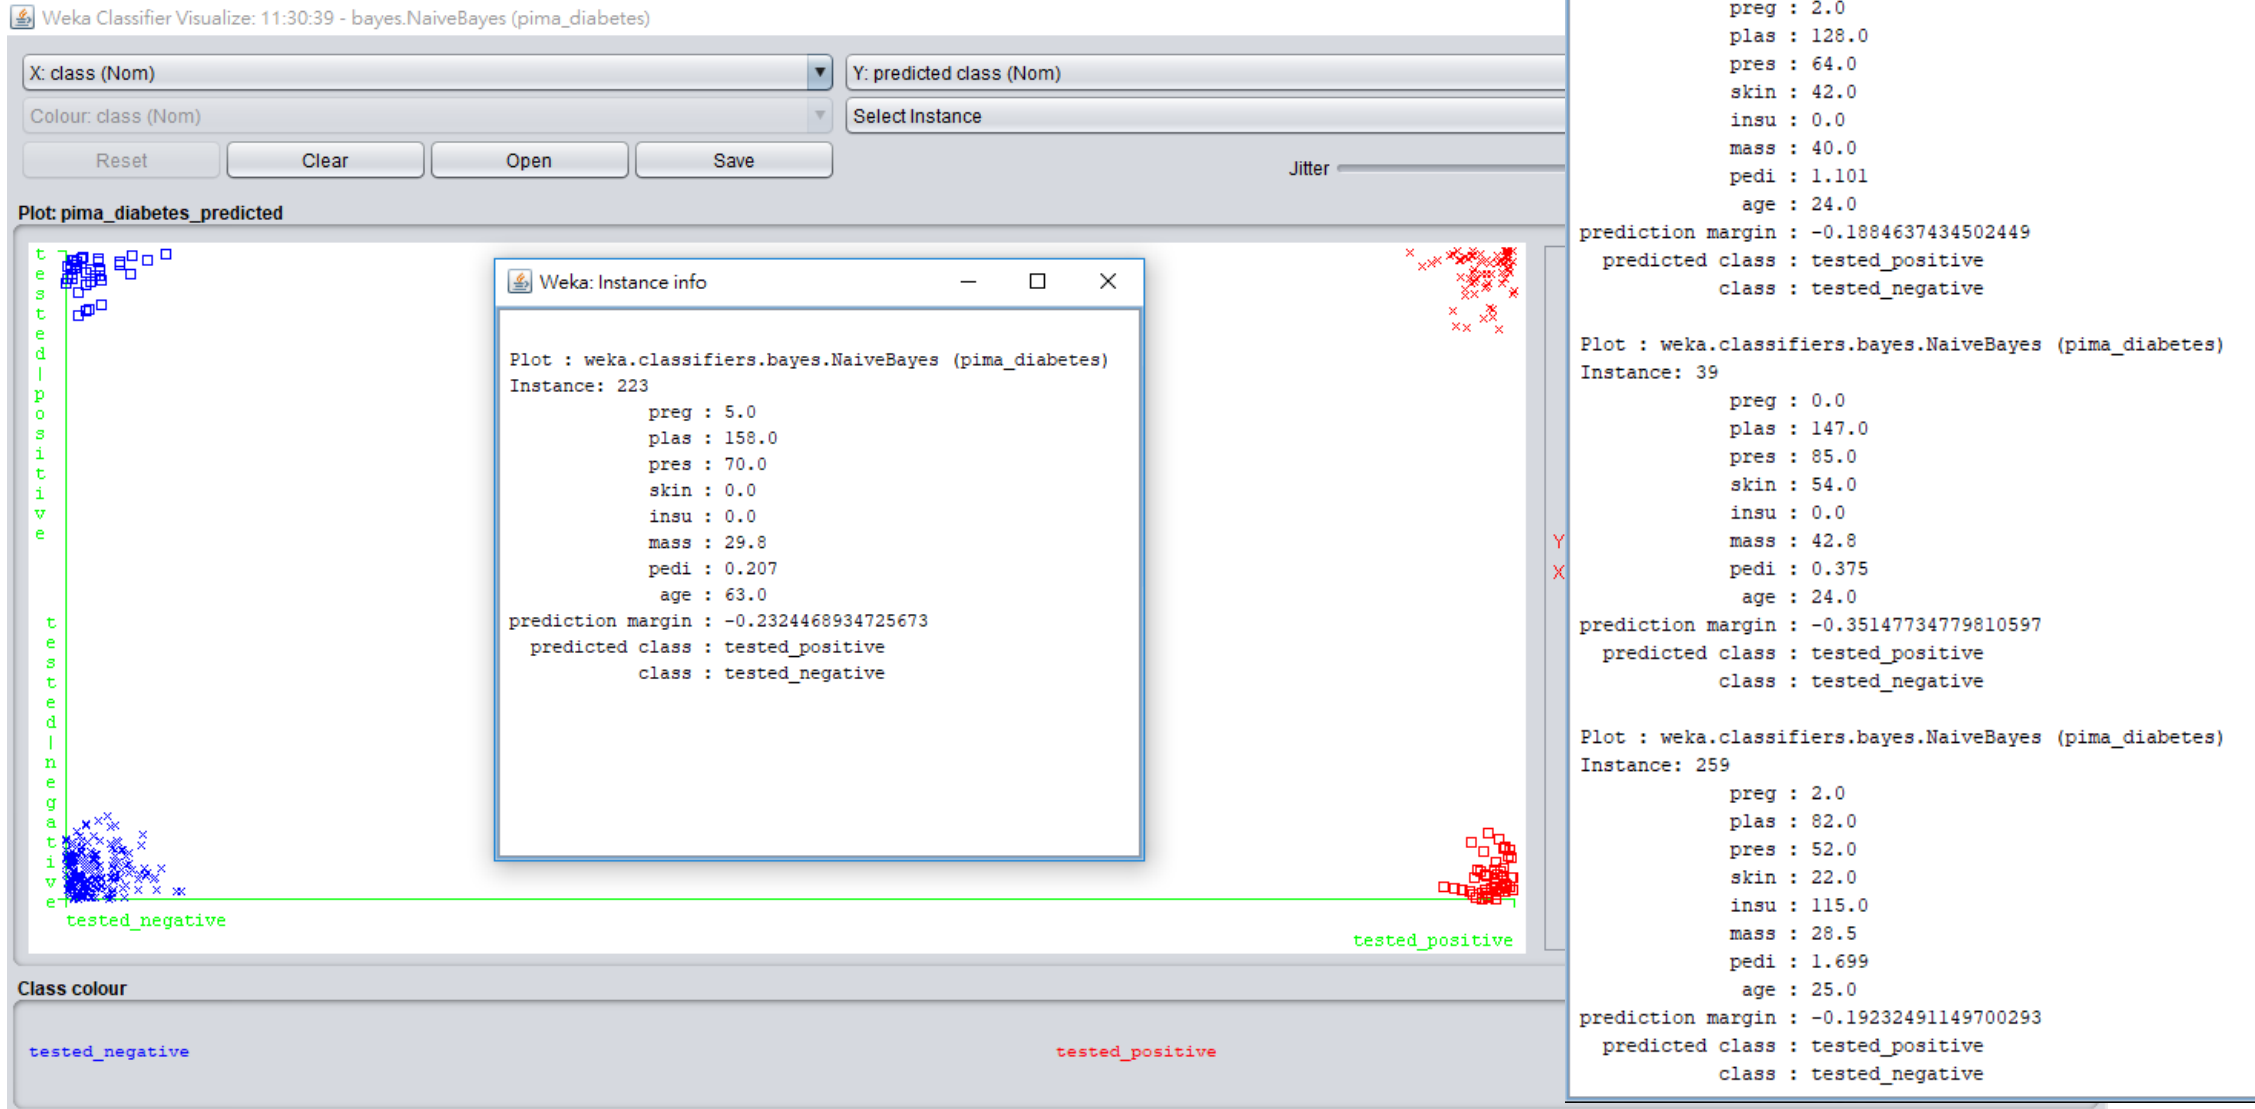 Weka Classifier Visualize: 11:30:39 - bayes.NaiveBayes (pima_diabetes)
X: class (Nom)
Y: predicted class (Nom)
Colour: class (Nom)
Select Instance
Reset
Clear
Open
Save
Jitter
Plot: pima_diabetes_predicted
tested_positive
tested_negative
tested_negative
tested_positive
Y
X
Weka: Instance info
Plot : weka.classifiers.bayes.NaiveBayes (pima_diabetes)
Instance: 223
preg : 5.0
plas : 158.0
pres : 70.0
skin : 0.0
insu : 0.0
mass : 29.8
pedi : 0.207
age : 63.0
prediction margin : -0.2324468934725673
predicted class : tested_positive
class : tested_negative
Class colour
tested_negative
tested_positive
preg : 2.0
plas : 128.0
pres : 64.0
skin : 42.0
insu : 0.0
mass : 40.0
pedi : 1.101
age : 24.0
prediction margin : -0.1884637434502449
predicted class : tested_positive
class : tested_negative
Plot : weka.classifiers.bayes.NaiveBayes (pima_diabetes)
Instance: 39
preg : 0.0
plas : 147.0
pres : 85.0
skin : 54.0
insu : 0.0
mass : 42.8
pedi : 0.375
age : 24.0
prediction margin : -0.35147734779810597
predicted class : tested_positive
class : tested_negative
Plot : weka.classifiers.bayes.NaiveBayes (pima_diabetes)
Instance: 259
preg : 2.0
plas : 82.0
pres : 52.0
skin : 22.0
insu : 115.0
mass : 28.5
pedi : 1.699
age : 25.0
prediction margin : -0.19232491149700293
predicted class : tested_positive
class : tested_negative